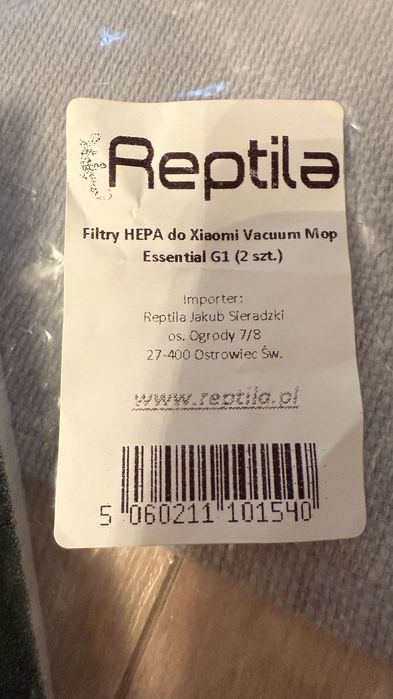 Reptila
Filtry HEPA do Xiaomi Vacuum Mop
Essential G1 (2 szt.)
Importer:
Reptila Jakub Sieradzki
os. Ogrody 7/8
27-400 Ostrowiec Św.
www.reptila.pl
5 060211 101540